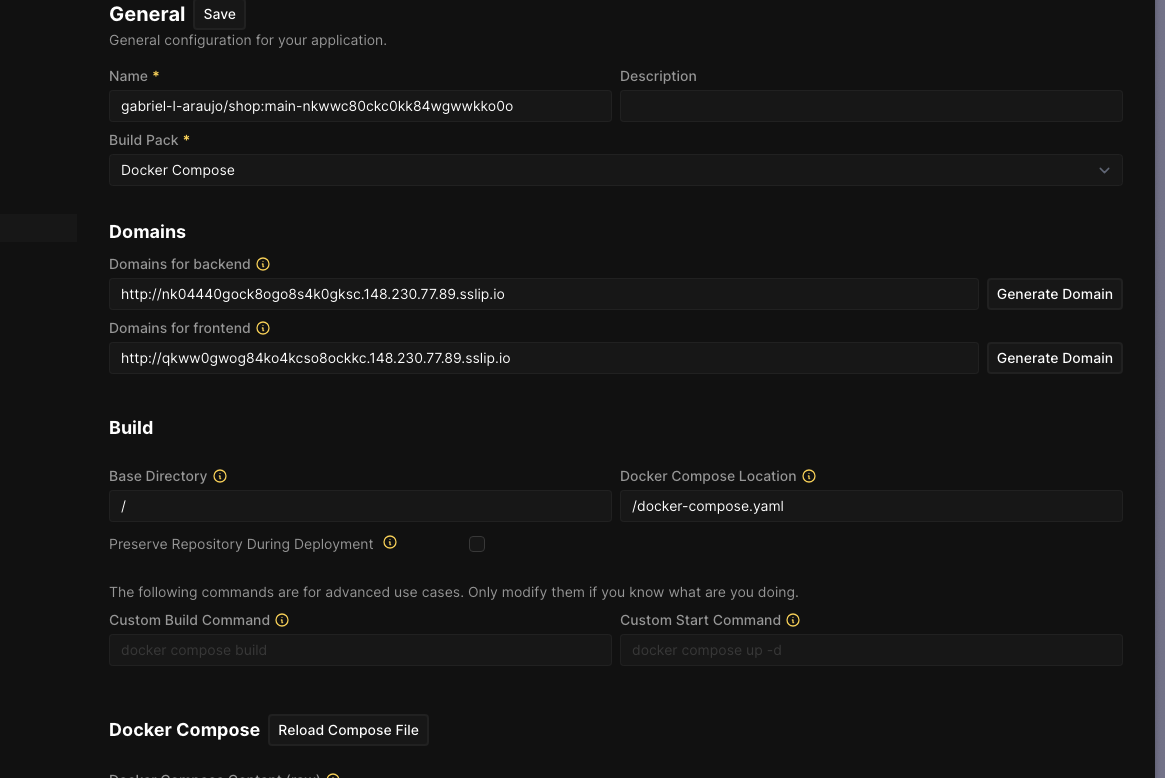 General Save
General configuration for your application.
Name * Description
gabriel-l-araujo/shop:main-nkwwc80ckc0kk84wgwwkko0o
Build Pack *
Docker Compose
Domains
Domains for backend
http://nk04440gock8ogo8s4k0gksc.148.230.77.89.sslip.io Generate Domain
Domains for frontend
http://qkww0gwog84ko4kcso8ockkc.148.230.77.89.sslip.io Generate Domain
Build
Base Directory Docker Compose Location
/ /docker-compose.yaml
Preserve Repository During Deployment
The following commands are for advanced use cases. Only modify them if you know what are you doing.
Custom Build Command Custom Start Command
docker compose build docker compose up -d
Docker Compose Reload Compose File
Docker Compose Content (raw)